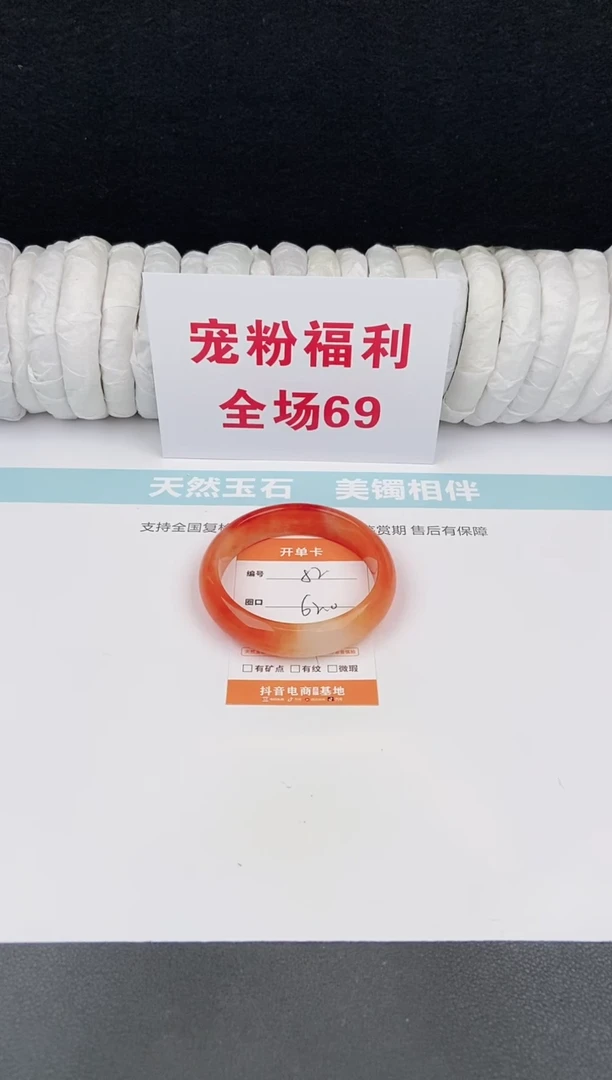 宠粉福利
全场69
天然玉石 美镯相伴
支持全国复检 赏期 售后有保障
开单卡
编号 82
圈口
□有矿点 □有纹 □微瑕
抖音电商 基地